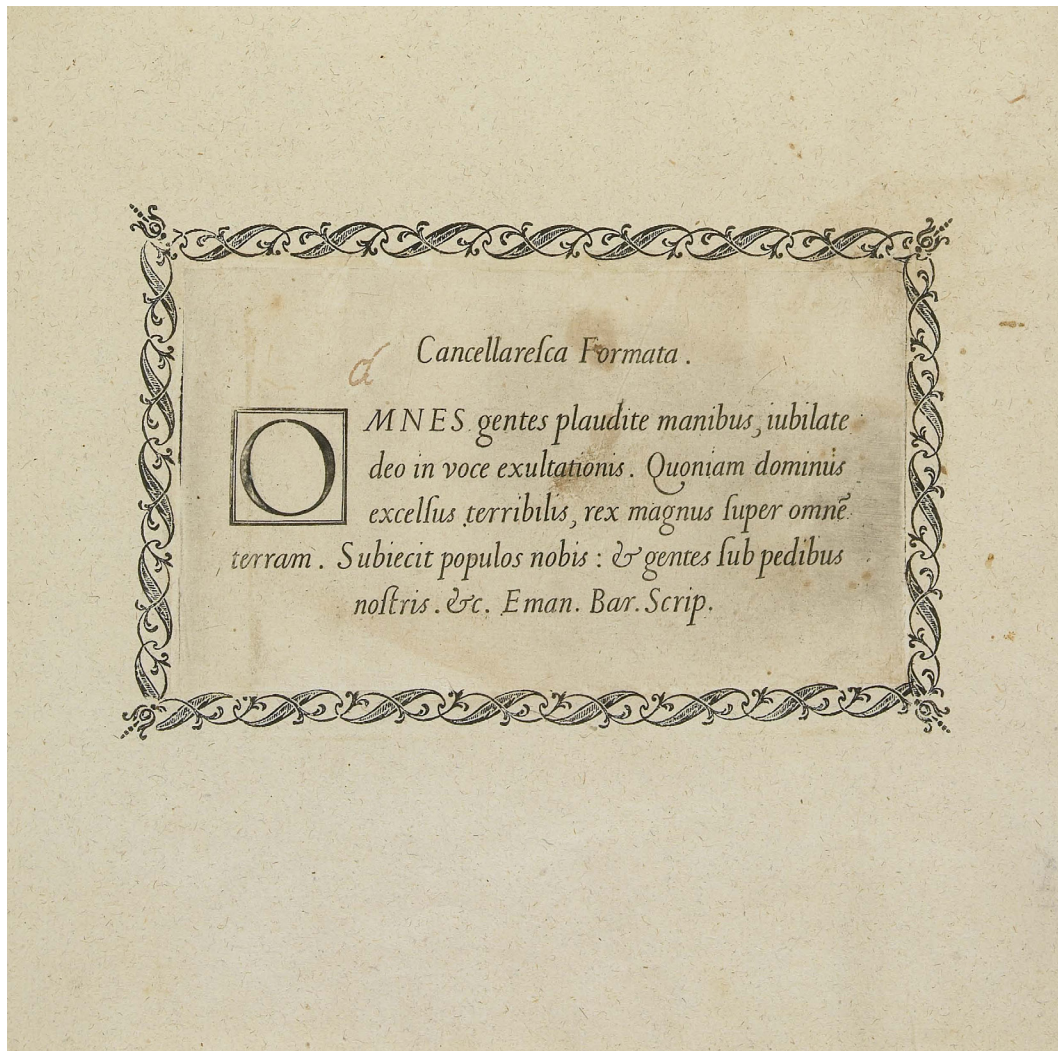 Cancellareſca Formata.
á
OMNES gentes plaudite manibus, iubilate
deo in voce exultationis. Quoniam dominus
excelſus terribilis, rex magnus ſuper omnē
terram. Subiecit populos nobis: & gentes ſub pedibus
noſtris. &c. Eman. Bar. Scrip.